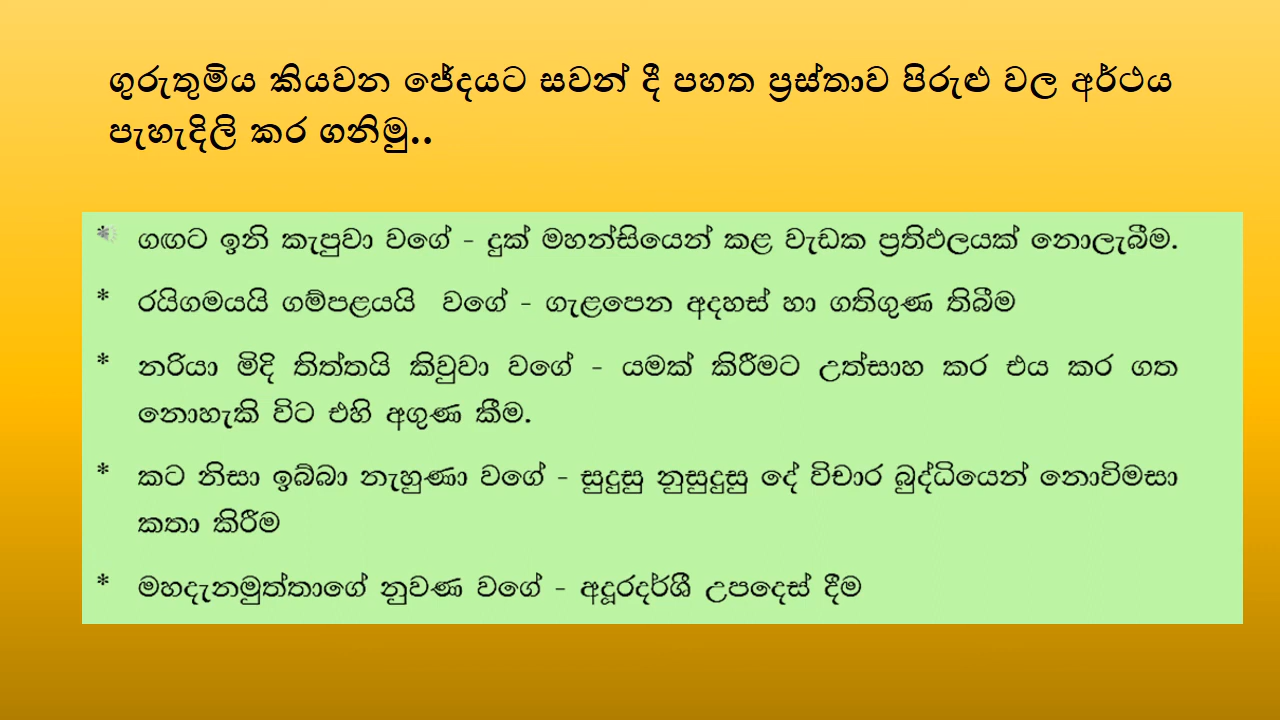 ගුරුතුමිය කියවන ඡේදයට සවන් දී පහත ප්‍රස්තාව පිරුළු වල අර්ථය
පැහැදිලි කර ගනිමු..
* ගඟට ඉනි කැපුවා වගේ - දුක් මහන්සියෙන් කළ වැඩක ප්‍රතිඵලයක් නොලැබීම.
* රයිගමයයි ගම්පළයයි වගේ - ගැළපෙන අදහස් හා ගතිගුණ තිබීම
* නරියා මිදි තිත්තයි කිවුවා වගේ - යමක් කිරීමට උත්සාහ කර එය කර ගත
නොහැකි විට එහි අගුණ කීම.
* කට නිසා ඉබ්බා නැහුණා වගේ - සුදුසු නුසුදුසු දේ විචාර බුද්ධියෙන් නොවිමසා
කතා කිරීම
* මහදැනමුත්තාගේ නුවණ වගේ - අදූරදර්ශී උපදෙස් දීම